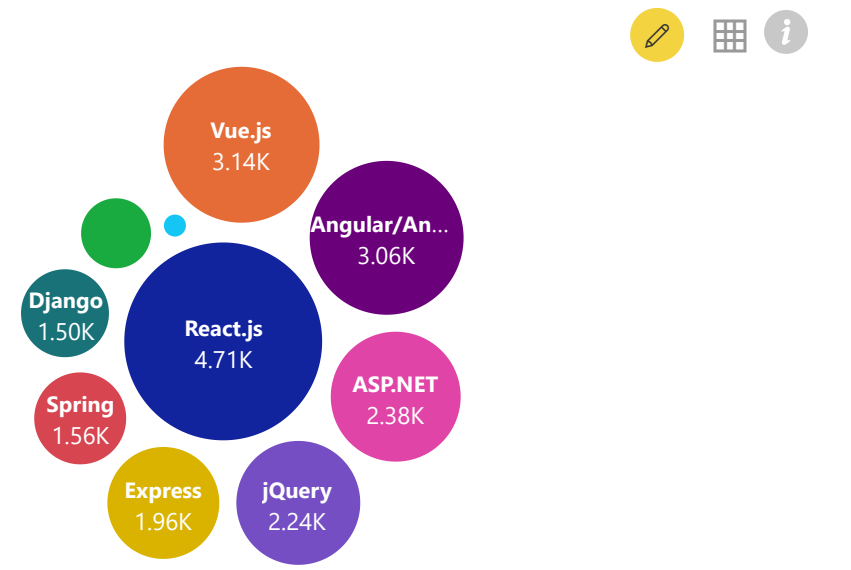 Vue.js
3.14K
Angular/An...
3.06K
Django
1.50K
React.js
4.71K
ASP.NET
2.38K
Spring
1.56K
Express
1.96K
jQuery
2.24K
i